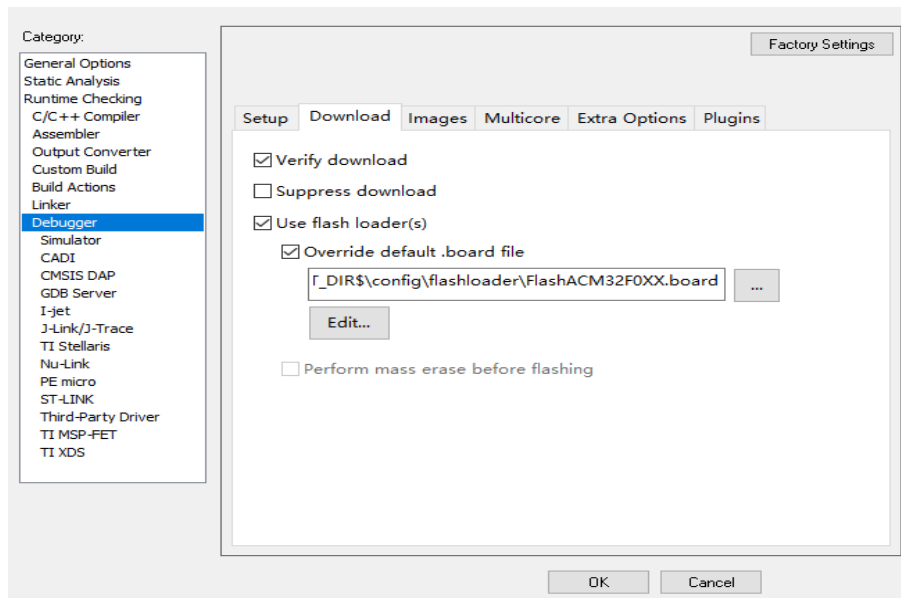 Category:
General Options
Static Analysis
Runtime Checking
C/C++ Compiler
Assembler
Output Converter
Custom Build
Build Actions
Linker
Debugger
Simulator
CADI
CMSIS DAP
GDB Server
I-jet
J-Link/J-Trace
TI Stellaris
Nu-Link
PE micro
ST-LINK
Third-Party Driver
TI MSP-FET
TI XDS
Factory Settings
Setup Download Images Multicore Extra Options Plugins
Verify download
Suppress download
Use flash loader(s)
Override default .board file
T_DIR$\config\flashloader\FlashACM32F0XX.board ...
Edit...
Perform mass erase before flashing
OK Cancel